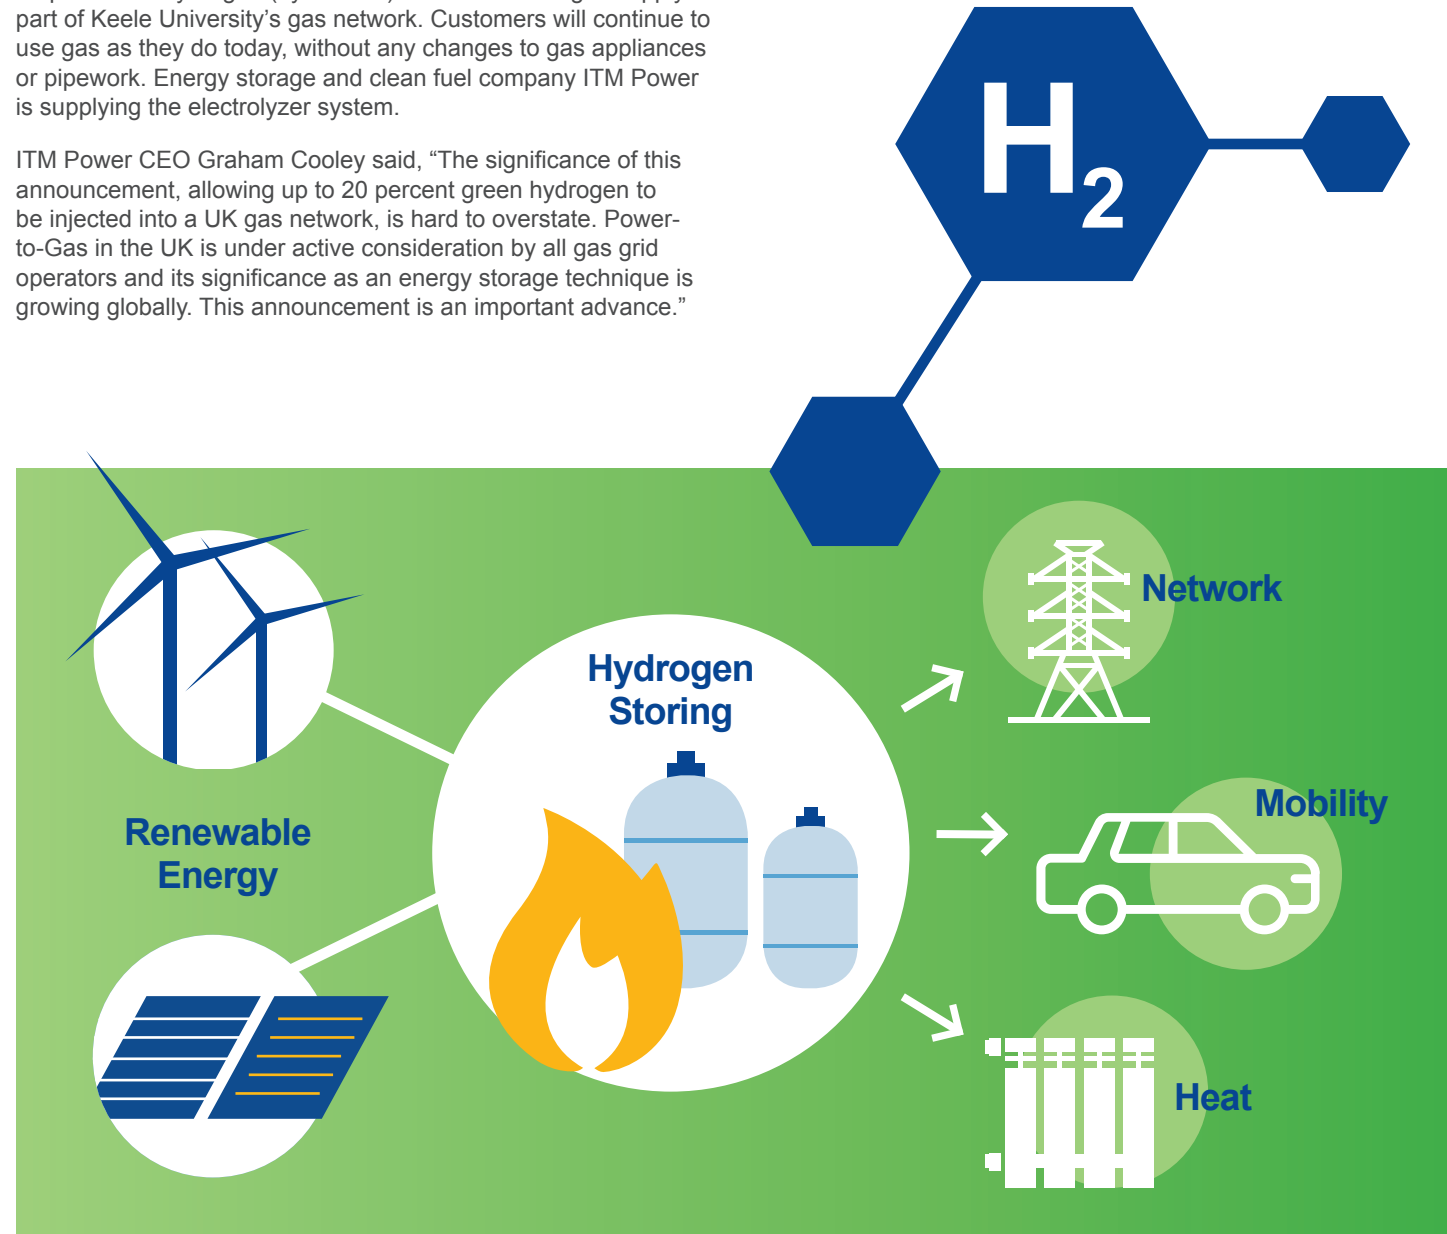 part of Keele University’s gas network. Customers will continue to
use gas as they do today, without any changes to gas appliances
or pipework. Energy storage and clean fuel company ITM Power
is supplying the electrolyzer system.
ITM Power CEO Graham Cooley said, “The significance of this
announcement, allowing up to 20 percent green hydrogen to
be injected into a UK gas network, is hard to overstate. Power-
to-Gas in the UK is under active consideration by all gas grid
operators and its significance as an energy storage technique is
growing globally. This announcement is an important advance.”
H2
Renewable
Energy
Hydrogen
Storing
Network
Mobility
Heat